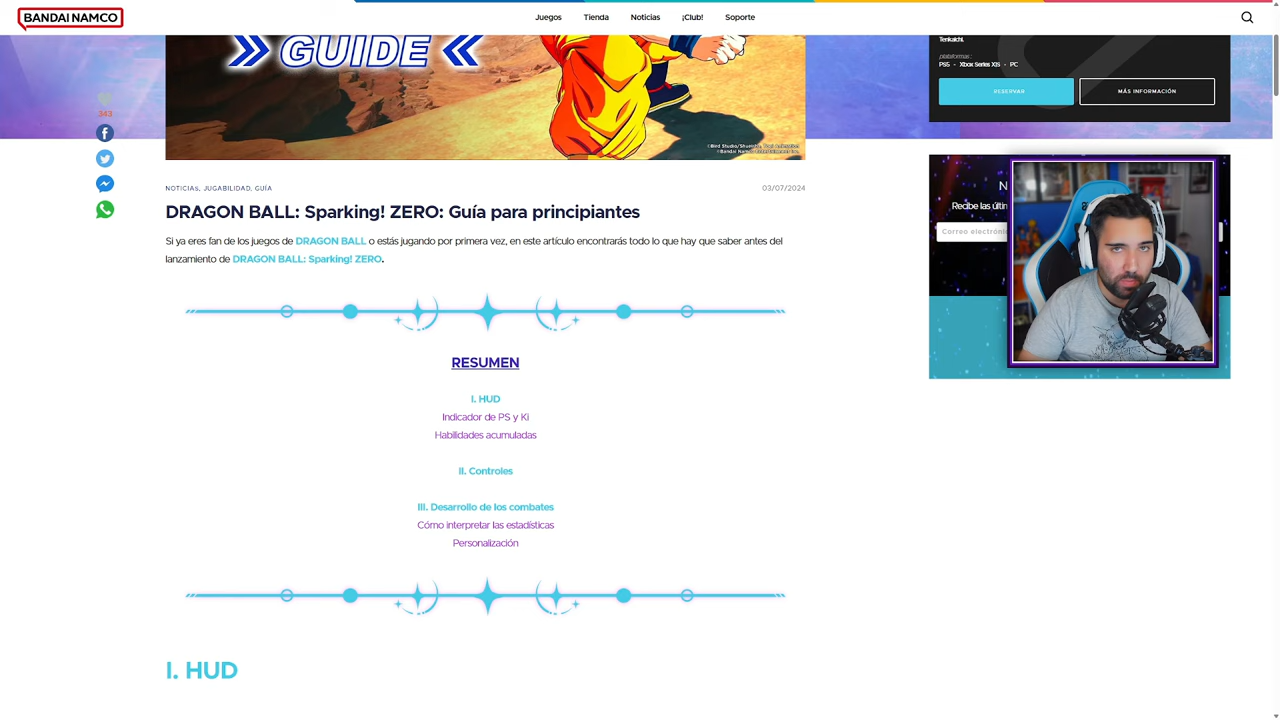 BANDAI NAMCO
Juegos
Tienda
Noticias
¡Club!
Soporte
GUIDE
Tenkaichi.
plataformas :
PS5 - Xbox Series X|S - PC
RESERVAR
MÁS INFORMACIÓN
343
NOTICIAS, JUGABILIDAD, GUÍA
03/07/2024
DRAGON BALL: Sparking! ZERO: Guía para principiantes
Si ya eres fan de los juegos de DRAGON BALL o estás jugando por primera vez, en este artículo encontrarás todo lo que hay que saber antes del
lanzamiento de DRAGON BALL: Sparking! ZERO.
N
Recibe las últim
Correo electróni
RESUMEN
I. HUD
Indicador de PS y Ki
Habilidades acumuladas
II. Controles
III. Desarrollo de los combates
Cómo interpretar las estadísticas
Personalización
I. HUD